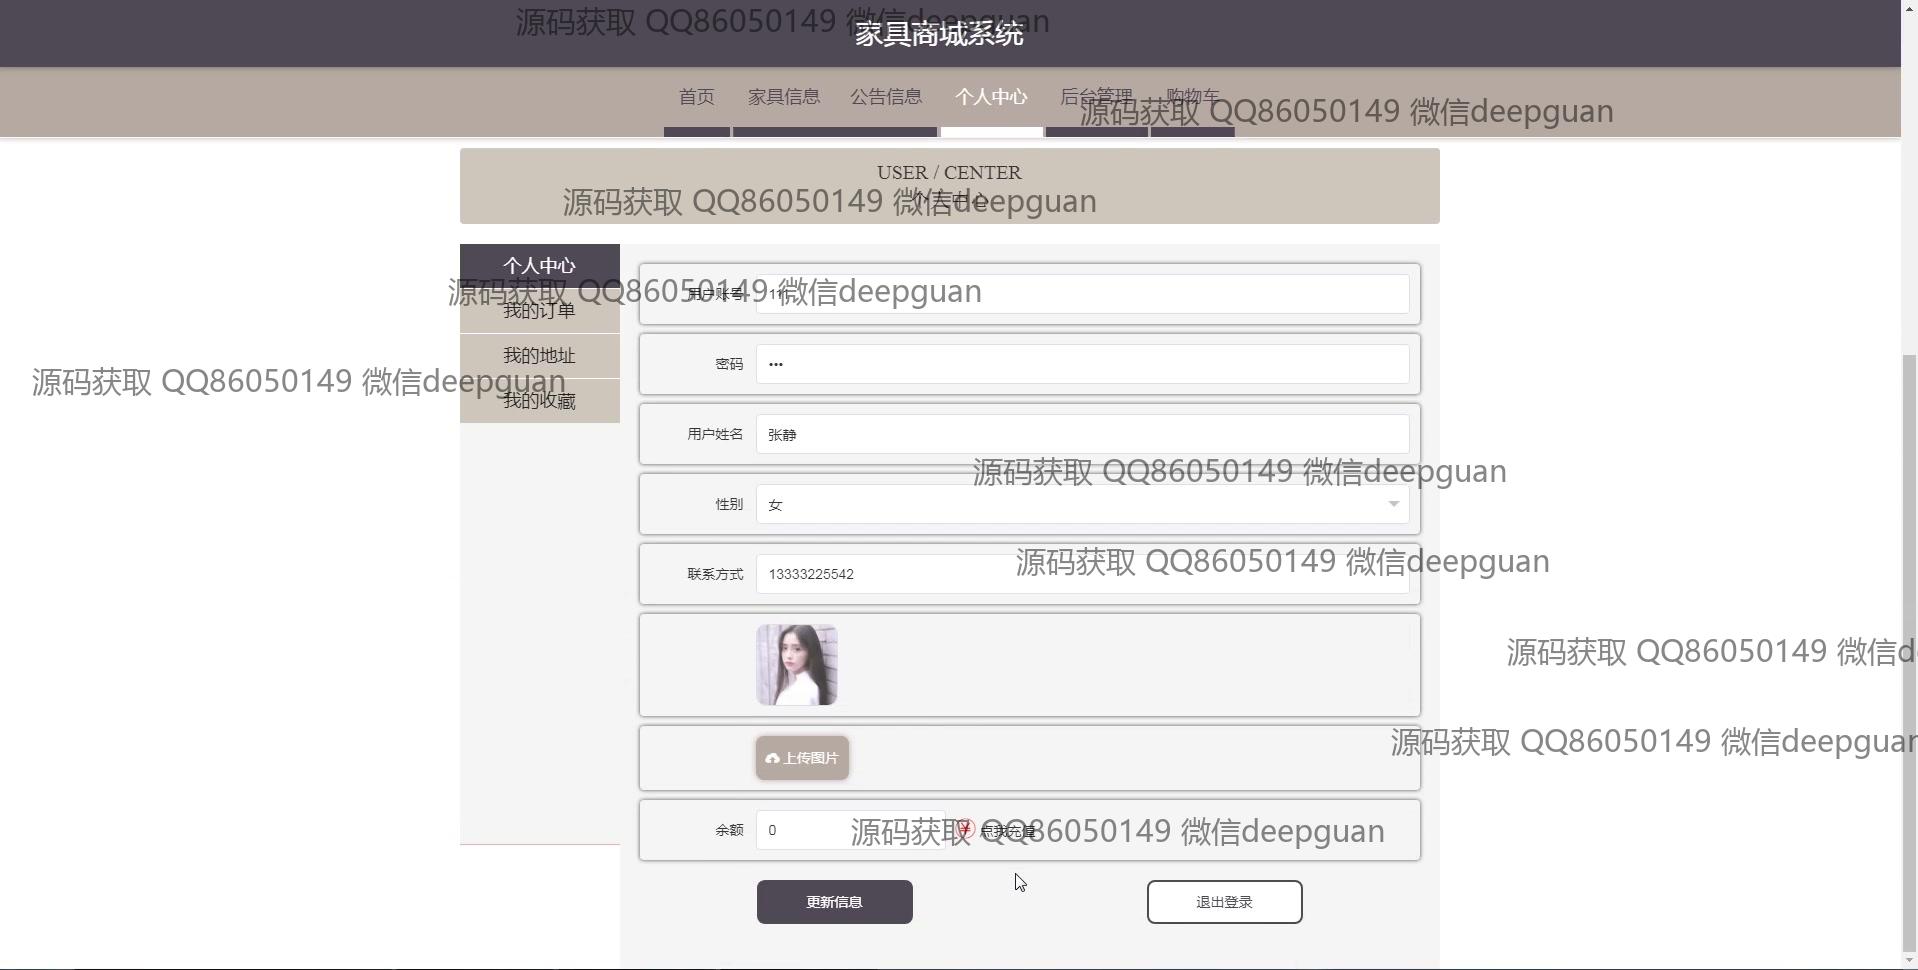 源码获取 QQ86050149 微信deepguan
家具商城系统
首页 家具信息 公告信息 个人中心 后台管理 购物车
源码获取 QQ86050149 微信deepguan
USER / CENTER
个人中心
源码获取 QQ86050149 微信deepguan
个人中心
源码获取 QQ86050149 微信deepguan
用户账号 11
我的订单
我的地址
密码 •••
源码获取 QQ86050149 微信deepguan
我的收藏
用户姓名 张静
源码获取 QQ86050149 微信deepguan
性别 女
源码获取 QQ86050149 微信deepguan
联系方式 13333225542
源码获取 QQ86050149 微信d
源码获取 QQ86050149 微信deepguan
上传图片
余额 0 ¥ 点我充值
源码获取 QQ86050149 微信deepguan
更新信息 退出登录